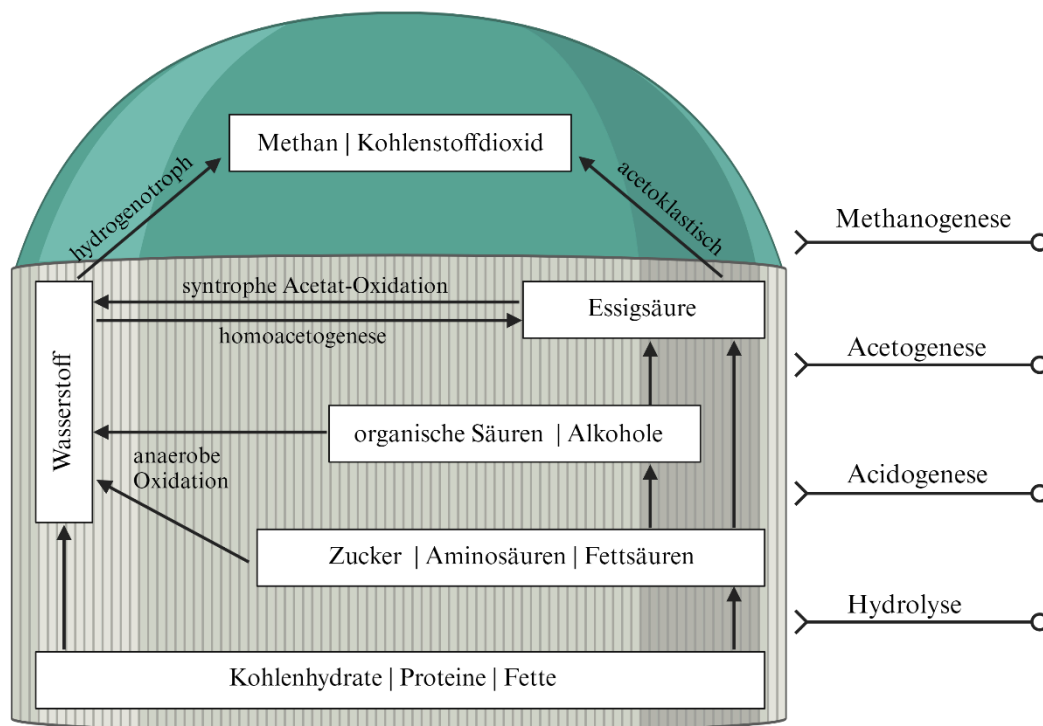 Methan | Kohlenstoffdioxid
hydrogenotroph
acetoklastisch
Methanogenese
syntrophe Acetat-Oxidation
homoacetogenese
Essigsäure
Acetogenese
Wasserstoff
organische Säuren | Alkohole
anaerobe
Oxidation
Acidogenese
Zucker | Aminosäuren | Fettsäuren
Hydrolyse
Kohlenhydrate | Proteine | Fette